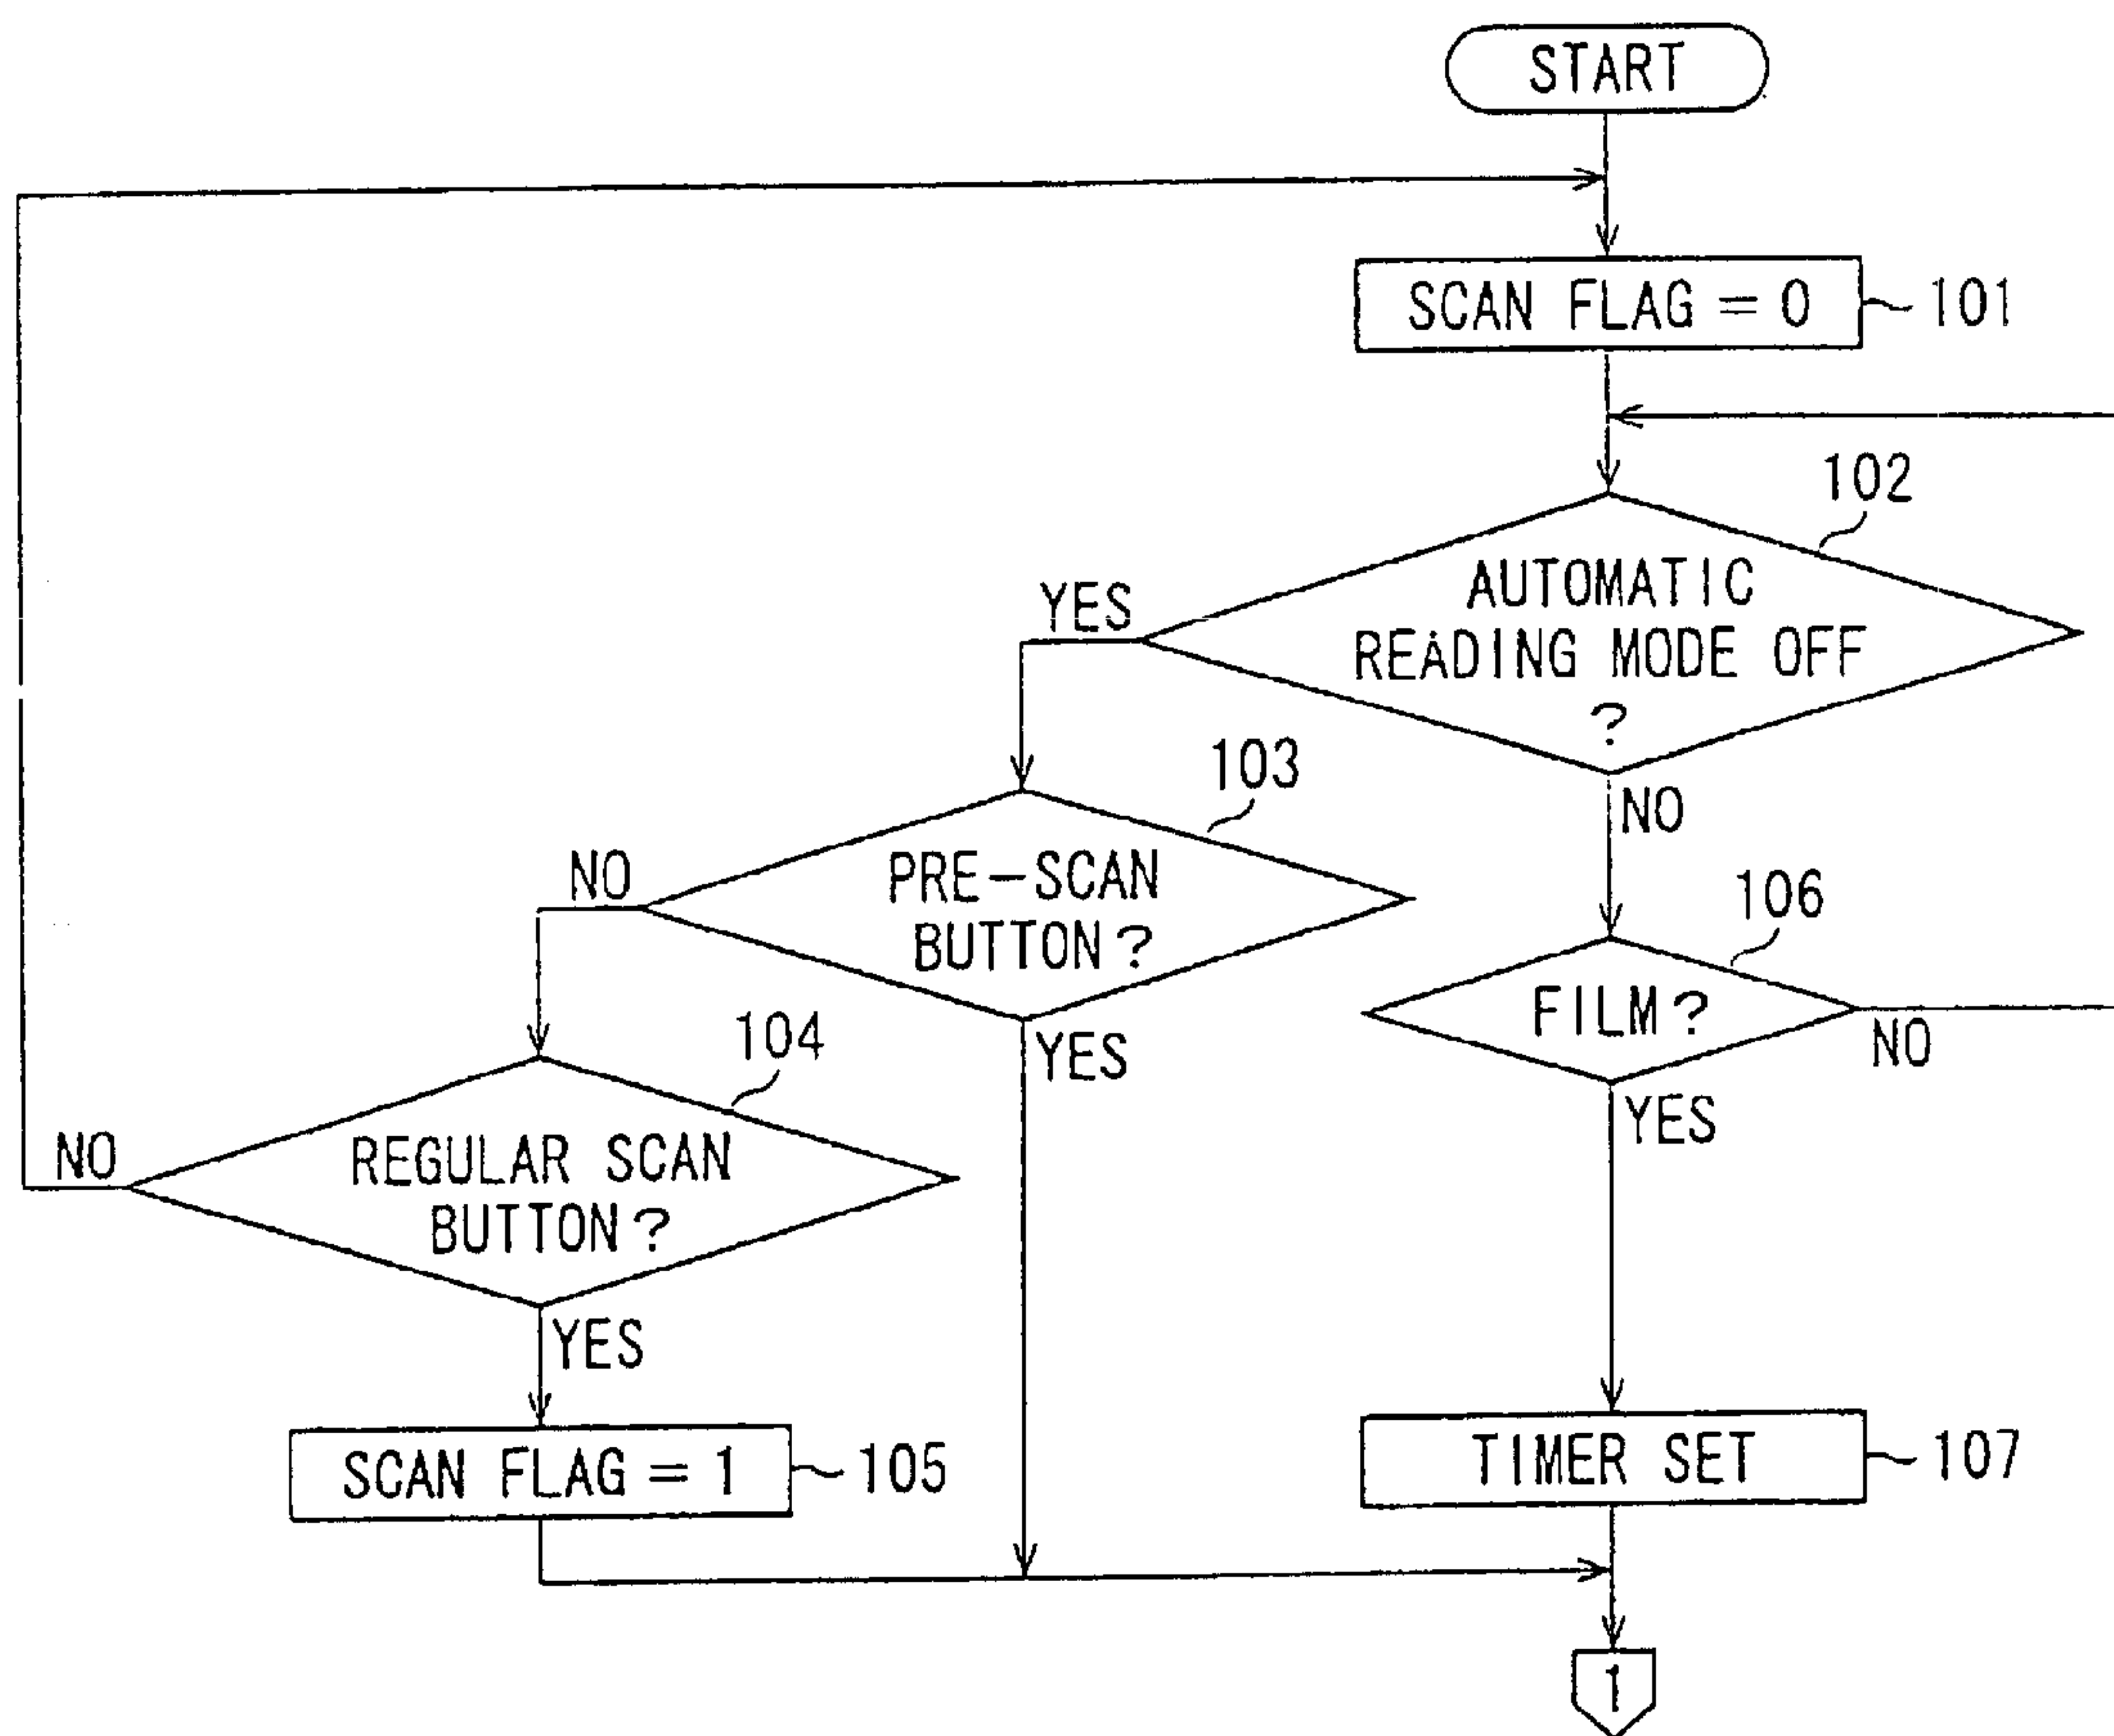 START
SCAN FLAG = 0
101
102
AUTOMATIC
READING MODE OFF
?
YES
NO
103
PRE-SCAN
BUTTON?
NO
YES
106
FILM?
NO
YES
104
REGULAR SCAN
BUTTON?
NO
YES
SCAN FLAG = 1
105
TIMER SET
107
1